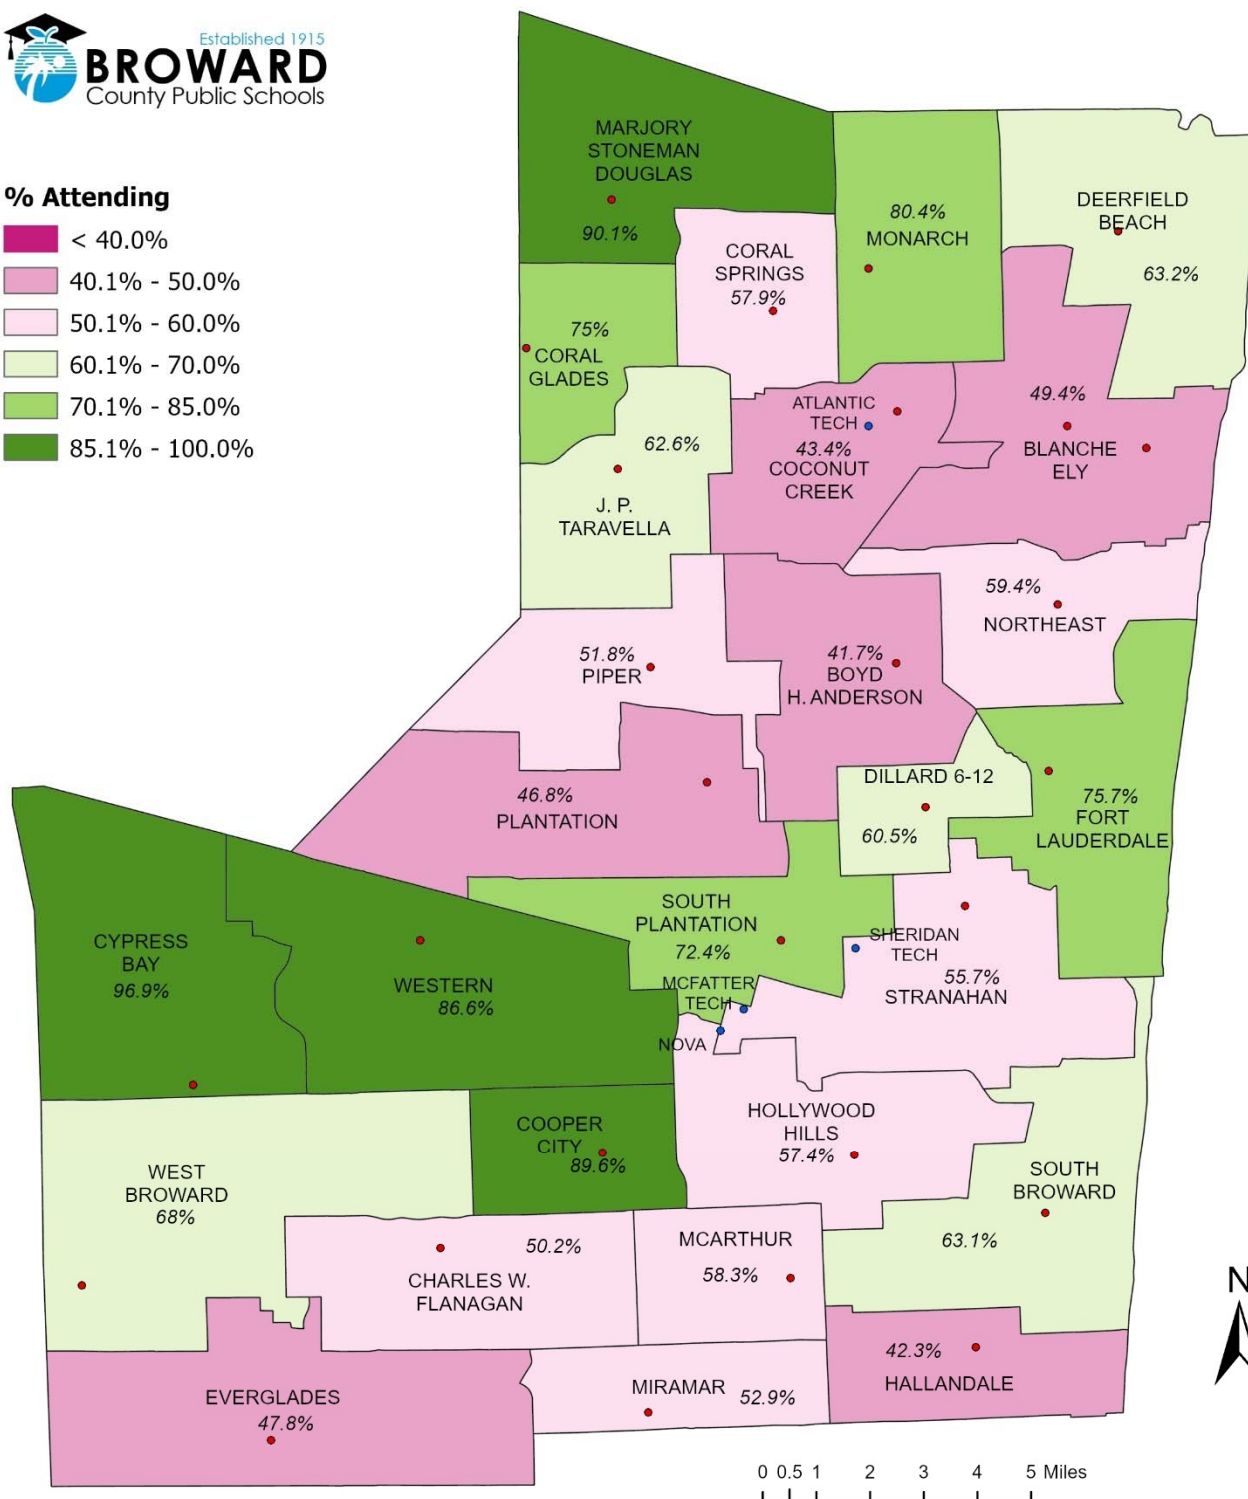 Established 1915
BROWARD
County Public Schools
% Attending
< 40.0%
40.1% - 50.0%
50.1% - 60.0%
60.1% - 70.0%
70.1% - 85.0%
85.1% - 100.0%
MARJORY
STONEMAN
DOUGLAS
90.1%
80.4%
MONARCH
DEERFIELD
BEACH
63.2%
CORAL
SPRINGS
57.9%
75%
CORAL
GLADES
62.6%
J. P.
TARAVELLA
ATLANTIC
TECH
43.4%
COCONUT
CREEK
49.4%
BLANCHE
ELY
59.4%
NORTHEAST
51.8%
PIPER
41.7%
BOYD
H. ANDERSON
46.8%
PLANTATION
DILLARD 6-12
60.5%
75.7%
FORT
LAUDERDALE
SOUTH
PLANTATION
72.4%
MCFATTER
TECH
NOVA
SHERIDAN
TECH
55.7%
STRANAHAN
CYPRESS
BAY
96.9%
WESTERN
86.6%
COOPER
CITY
89.6%
HOLLYWOOD
HILLS
57.4%
WEST
BROWARD
68%
SOUTH
BROWARD
63.1%
50.2%
CHARLES W.
FLANAGAN
MCARTHUR
58.3%
42.3%
HALLANDALE
EVERGLADES
47.8%
MIRAMAR
52.9%
N
0 0.5 1 2 3 4 5 Miles